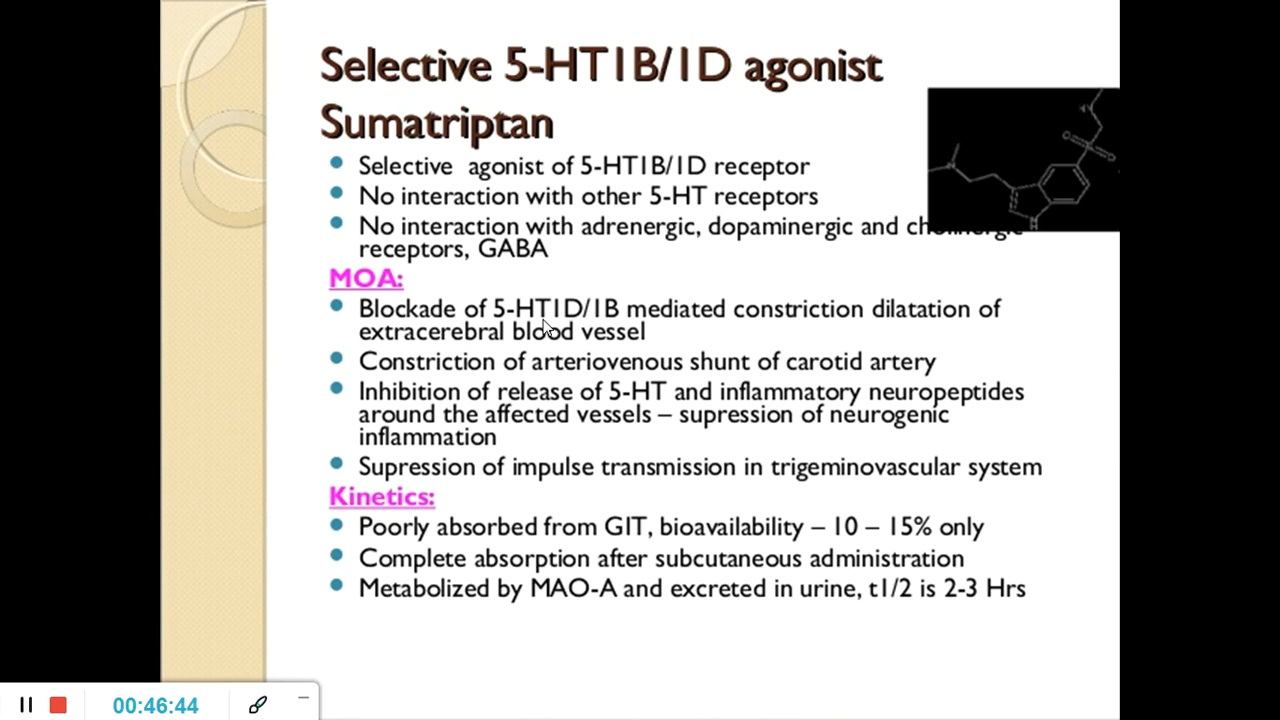 Selective 5-HT1B/1D agonist
Sumatriptan
Selective agonist of 5-HT1B/1D receptor
No interaction with other 5-HT receptors
No interaction with adrenergic, dopaminergic and cholinergic
receptors, GABA
MOA:
Blockade of 5-HT1D/1B mediated constriction dilatation of
extracerebral blood vessel
Constriction of arteriovenous shunt of carotid artery
Inhibition of release of 5-HT and inflammatory neuropeptides
around the affected vessels – supression of neurogenic
inflammation
Supression of impulse transmission in trigeminovascular system
Kinetics:
Poorly absorbed from GIT, bioavailability – 10 – 15% only
Complete absorption after subcutaneous administration
Metabolized by MAO-A and excreted in urine, t1/2 is 2-3 Hrs
00:46:44